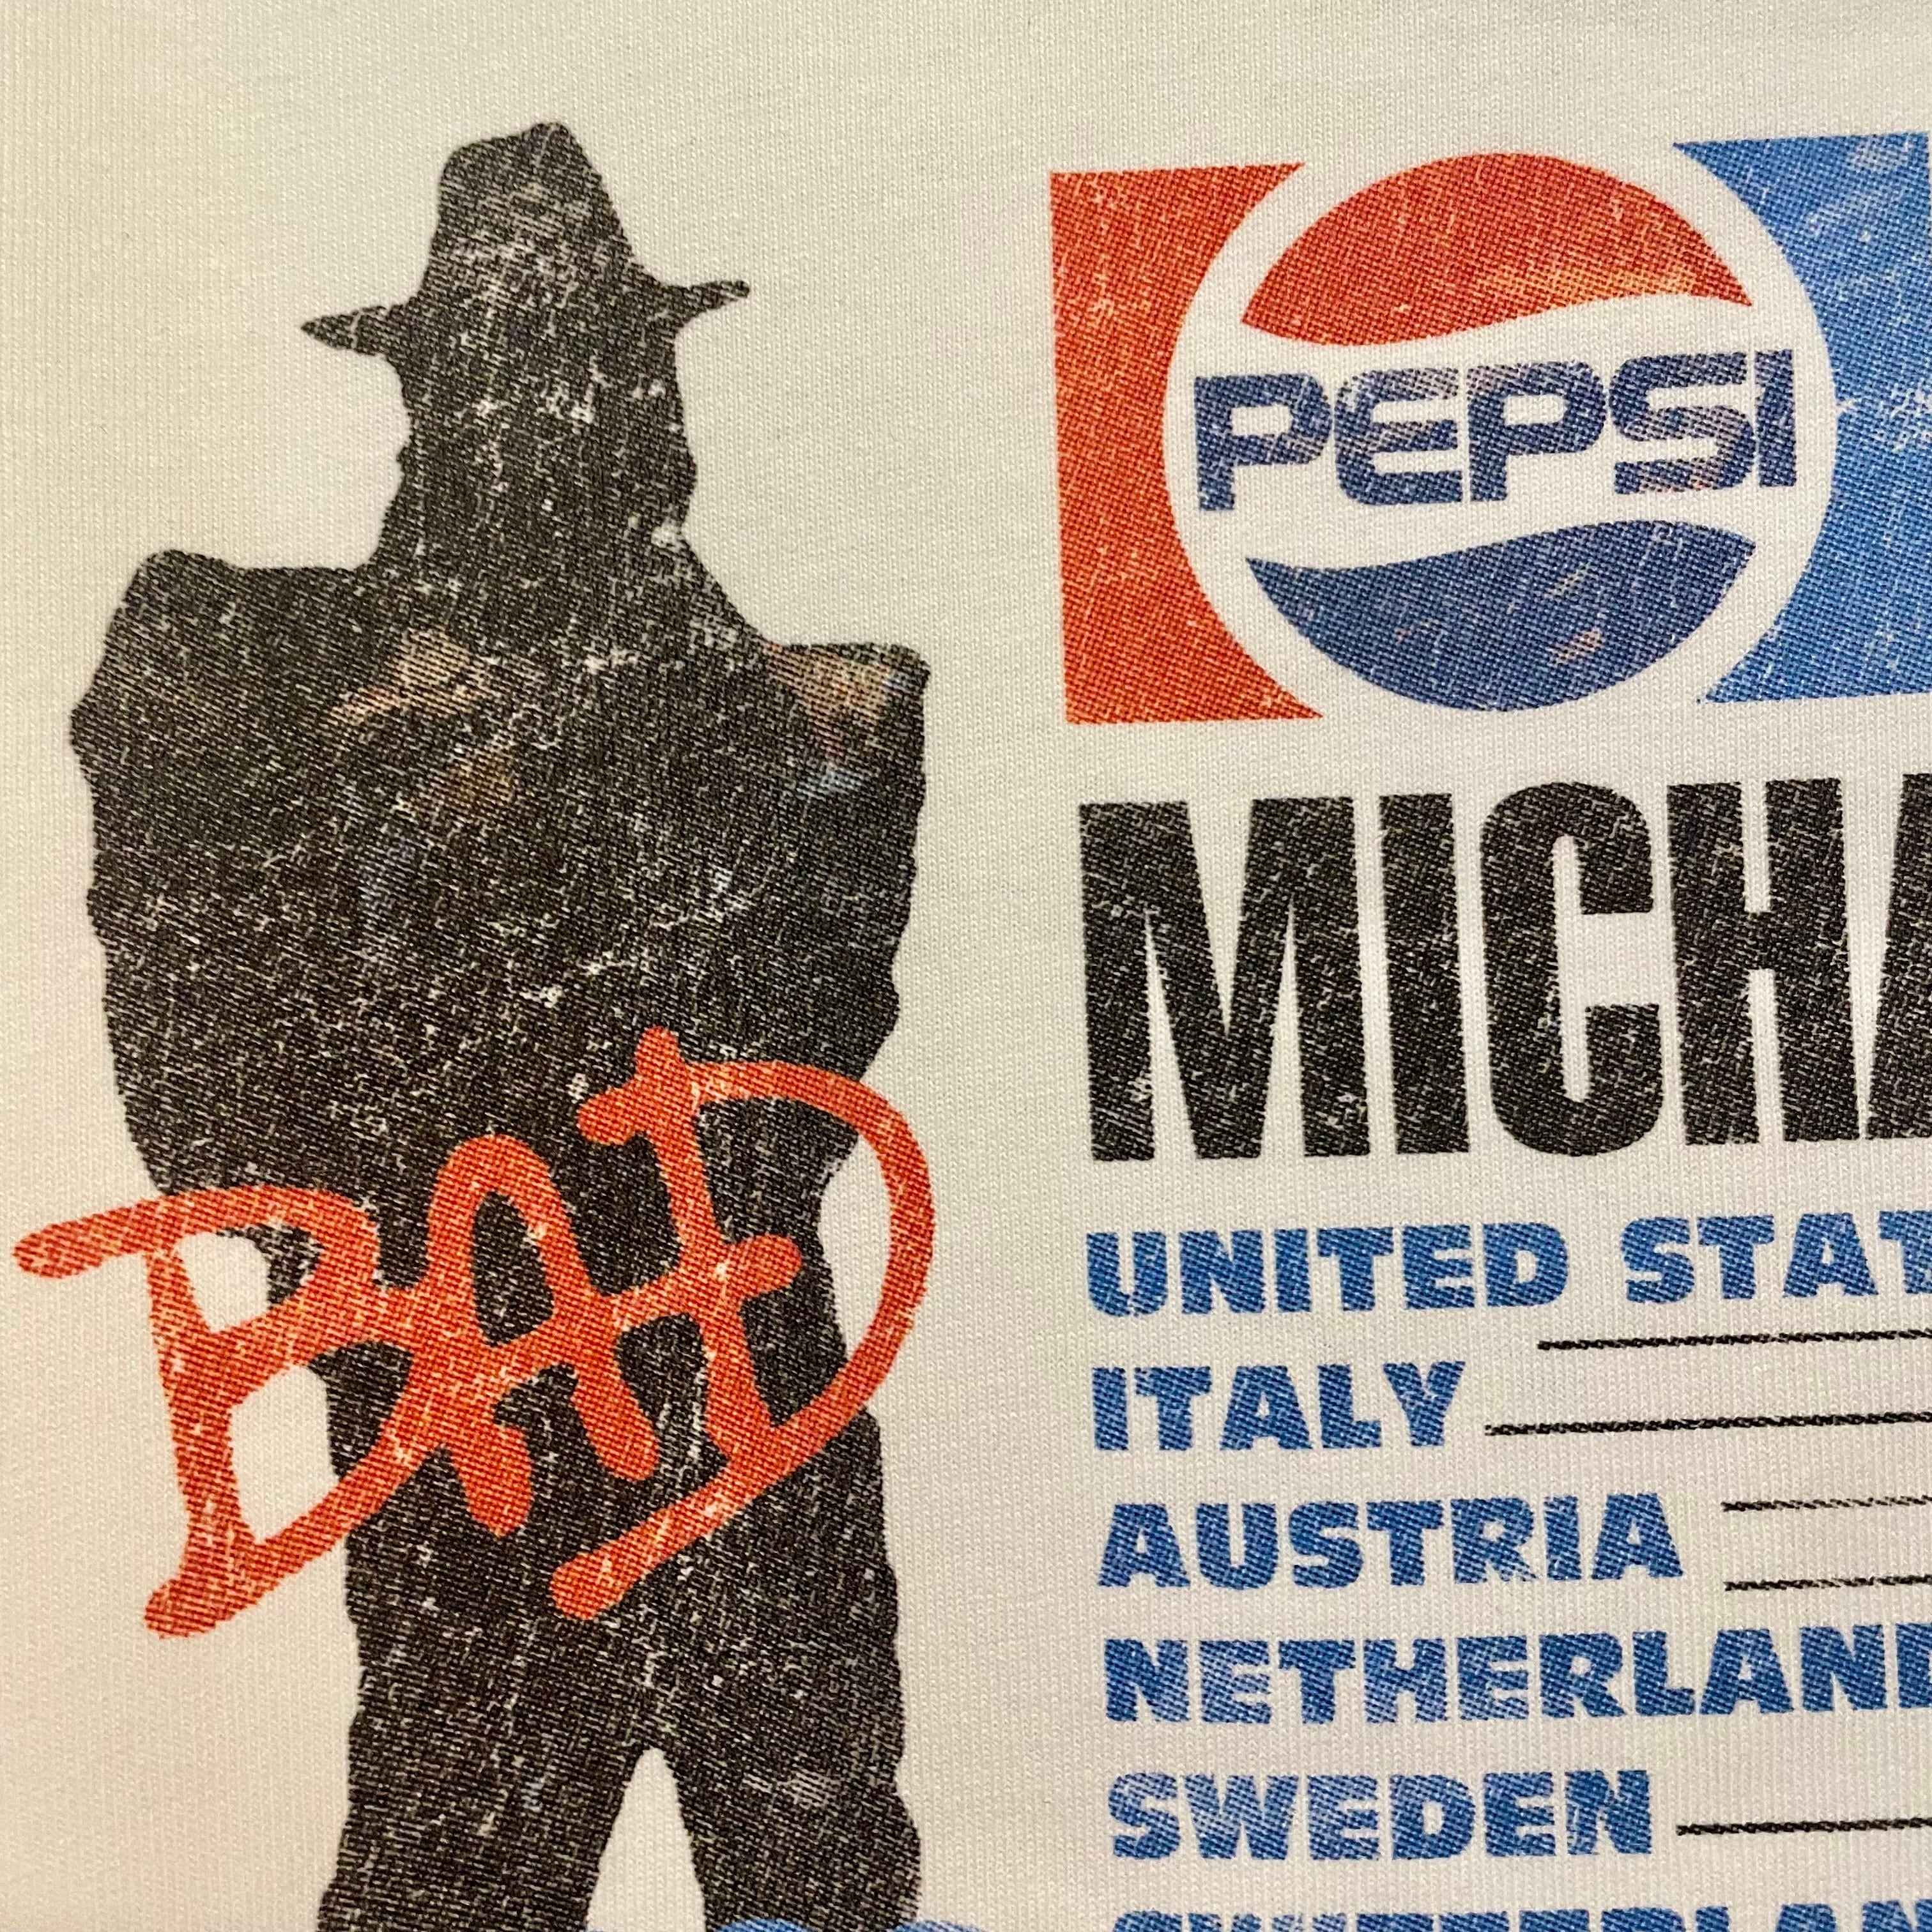 PEPSI
MICHA
BAD
UNITED STAT
ITALY
AUSTRIA
NETHERLAN
SWEDEN